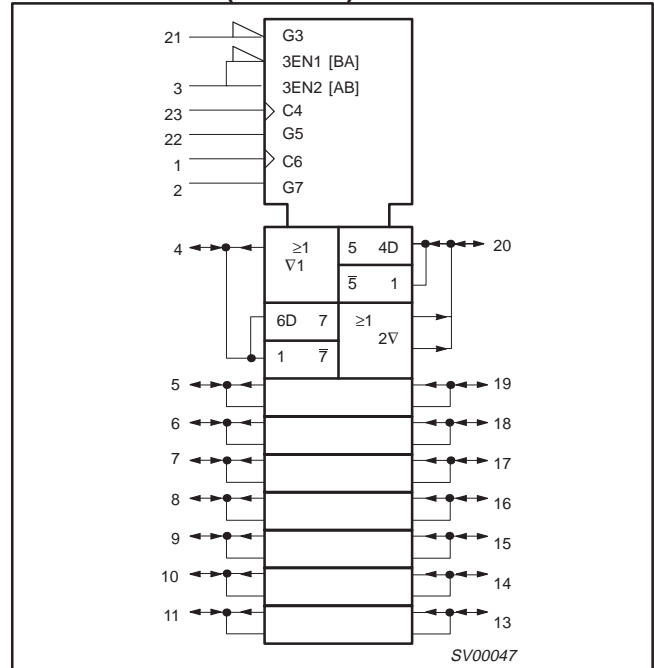 21 G3
3EN1 [BA]
3 3EN2 [AB]
23 C4
22 G5
1 C6
2 G7
4 ≥1 5 4D 20
∇1
5̅ 1
6D 7 ≥1
2∇
1 7̅
5 19
6 18
7 17
8 16
9 15
10 14
11 13
SV00047